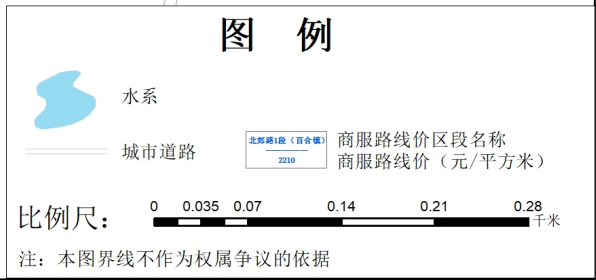 图 例
水系
城市道路
北郊路1段（百合镇）
2210
商服路线价区段名称
商服路线价（元/平方米）
比例尺：
0 0.035 0.07 0.14 0.21 0.28
千米
注：本图界线不作为权属争议的依据